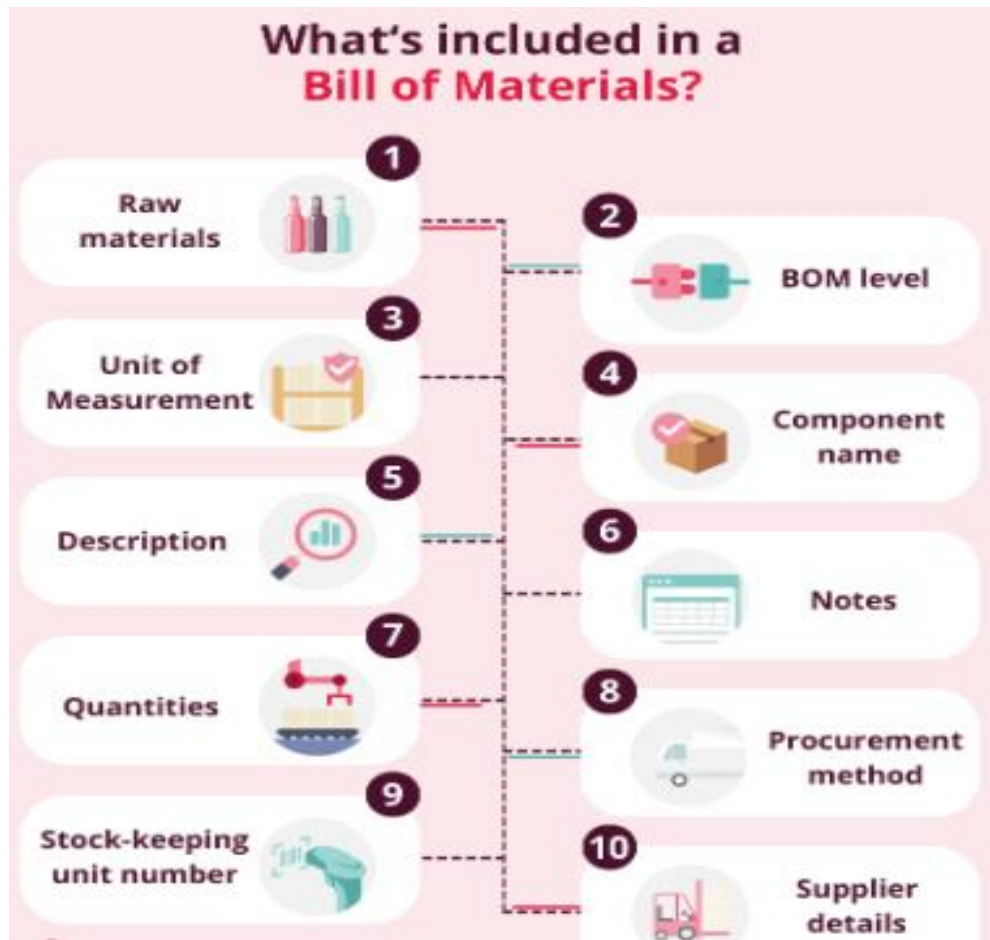 What's included in a
Bill of Materials?
1
Raw
materials
2
BOM level
3
Unit of
Measurement
4
Component
name
5
Description
6
Notes
7
Quantities
8
Procurement
method
9
Stock-keeping
unit number
10
Supplier
details